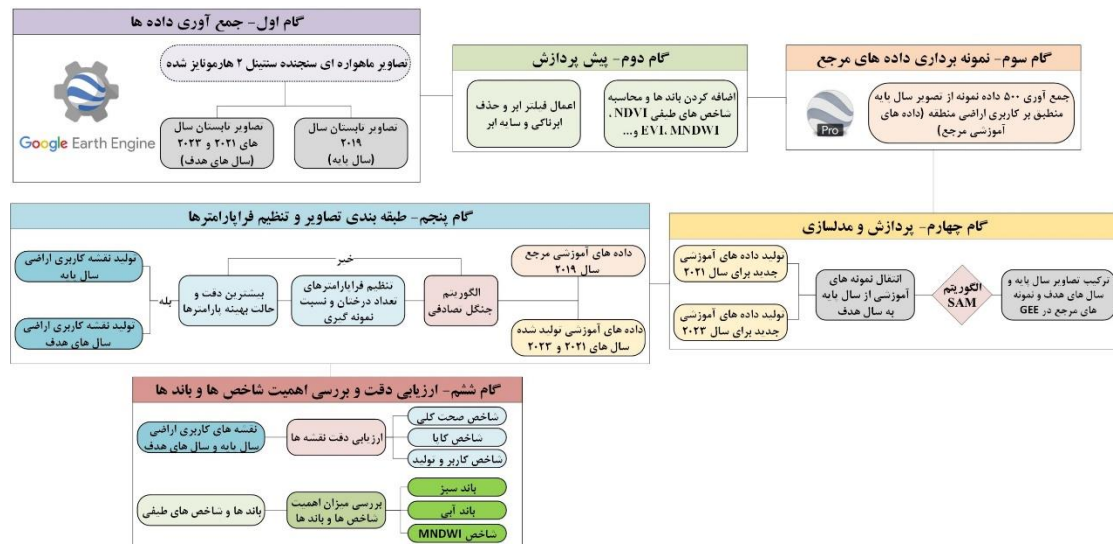 گام اول- جمع آوری داده ها
تصاویر ماهواره ای سنجنده سنتینل ۲ هارمونایز شده
Google Earth Engine
تصاویر تابستان سال
های ۲۰۲۱ و ۲۰۲۳
(سال های هدف)
تصاویر تابستان سال
۲۰۱۹
(سال پایه)
گام دوم- پیش پردازش
اعمال فیلتر ابر و حذف
ابرناکی و سایه ابر
اضافه کردن باند ها و محاسبه
شاخص های طیفی NDVI ،
EVI، MNDWI و...
گام سوم- نمونه برداری داده های مرجع
Pro
جمع آوری ۵۰۰ داده نمونه از تصویر سال پایه
منطبق بر کاربری اراضی منطقه (داده های
آموزشی مرجع)
گام چهارم- پردازش و مدلسازی
ترکیب تصاویر سال پایه و
سال های هدف و نمونه
های مرجع در GEE
الگوریتم
SAM
انتقال نمونه های
آموزشی از سال پایه
به سال هدف
تولید داده های آموزشی
جدید برای سال ۲۰۲۱
تولید داده های آموزشی
جدید برای سال ۲۰۲۳
گام پنجم- طبقه بندی تصاویر و تنظیم فراپارامترها
داده های آموزشی مرجع
سال ۲۰۱۹
داده های آموزشی تولید شده
سال های ۲۰۲۱ و ۲۰۲۳
الگوریتم
جنگل تصادفی
تنظیم فراپارامترهای
تعداد درختان و نسبت
نمونه گیری
خیر
بیشترین دقت و
حالت بهینه پارامترها
بله
تولید نقشه کاربری اراضی
سال پایه
تولید نقشه کاربری اراضی
سال های هدف
گام ششم- ارزیابی دقت و بررسی اهمیت شاخص ها و باند ها
نقشه های کاربری اراضی
سال پایه و سال های هدف
ارزیابی دقت نقشه ها
شاخص صحت کلی
شاخص کاپا
شاخص کاربر و تولید
باند ها و شاخص های طیفی
بررسی میزان اهمیت
شاخص ها و باند ها
باند سبز
باند آبی
شاخص MNDWI